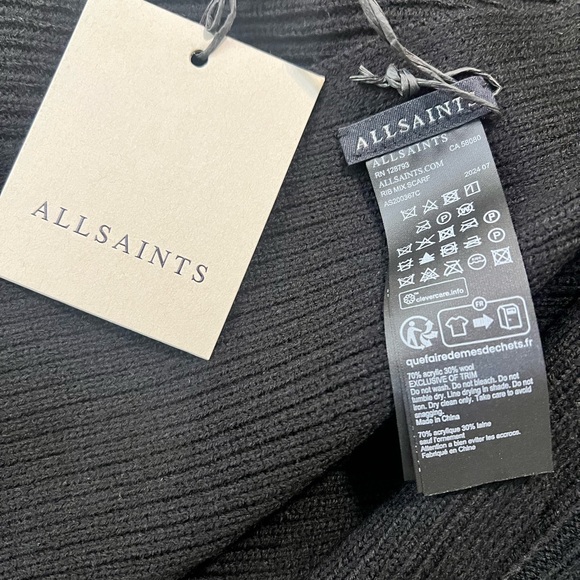 ALLSAINTS
ALLSAINTS
ALLSAINTS
RN 128793 CA 56080
ALLSAINTS.COM
RIB MIX SCARF 2024 07
AS200367C
clevercare.info
FR
quefairedemesdechets.fr
70% acrylic 30% wool
EXCLUSIVE OF TRIM
Do not wash. Do not bleach. Do not
tumble dry. Line drying in shade. Do not
iron. Dry clean only. Take care to avoid
snagging.
Made in China
70% acrylique 30% laine
sauf l'ornement
Attention a bien eviter les accrocs.
Fabriqué en Chine